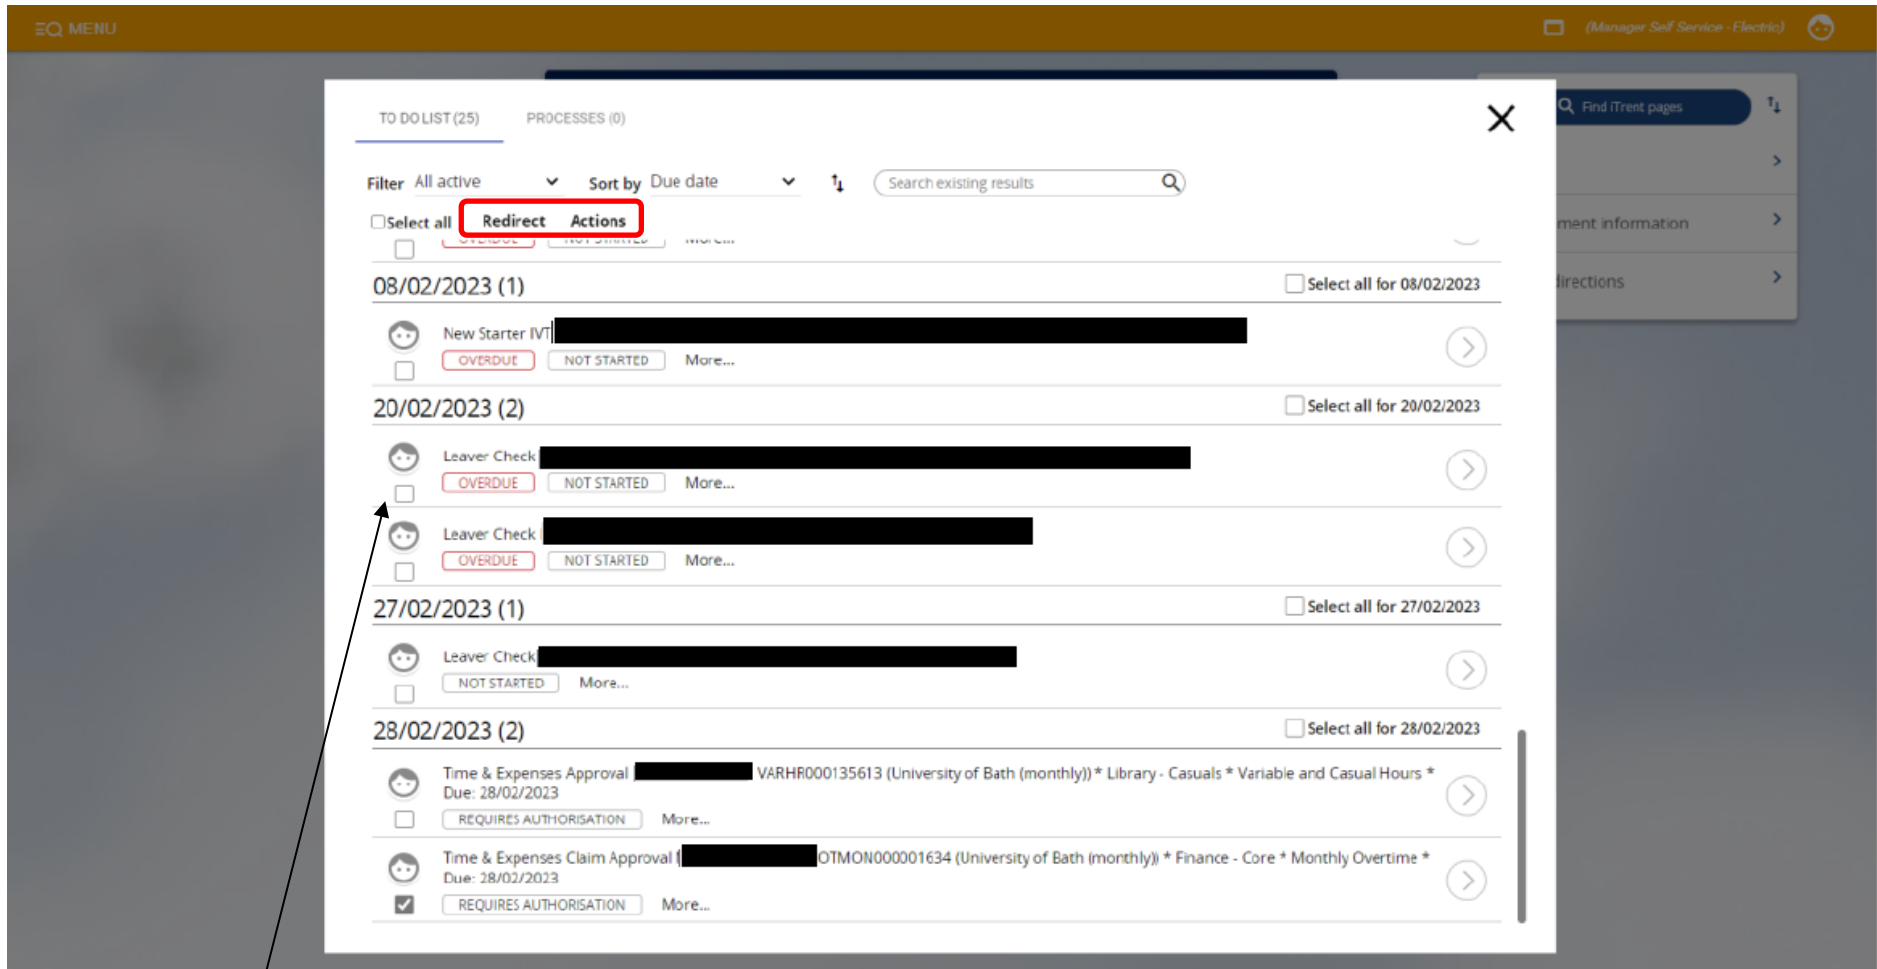 MENU
(Manager Self Service - Electric)
TO DO LIST (25) PROCESSES (0)
Find iTrent pages
Filter All active Sort by Due date Search existing results
Select all Redirect Actions
ment information
OVERDUE NOT STARTED More...
08/02/2023 (1) Select all for 08/02/2023
directions
New Starter IVT
OVERDUE NOT STARTED More...
20/02/2023 (2) Select all for 20/02/2023
Leaver Check
OVERDUE NOT STARTED More...
Leaver Check
OVERDUE NOT STARTED More...
27/02/2023 (1) Select all for 27/02/2023
Leaver Check
NOT STARTED More...
28/02/2023 (2) Select all for 28/02/2023
Time & Expenses Approval VARHR000135613 (University of Bath (monthly)) * Library - Casuals * Variable and Casual Hours *
Due: 28/02/2023
REQUIRES AUTHORISATION More...
Time & Expenses Claim Approval OTMON000001634 (University of Bath (monthly)) * Finance - Core * Monthly Overtime *
Due: 28/02/2023
REQUIRES AUTHORISATION More...